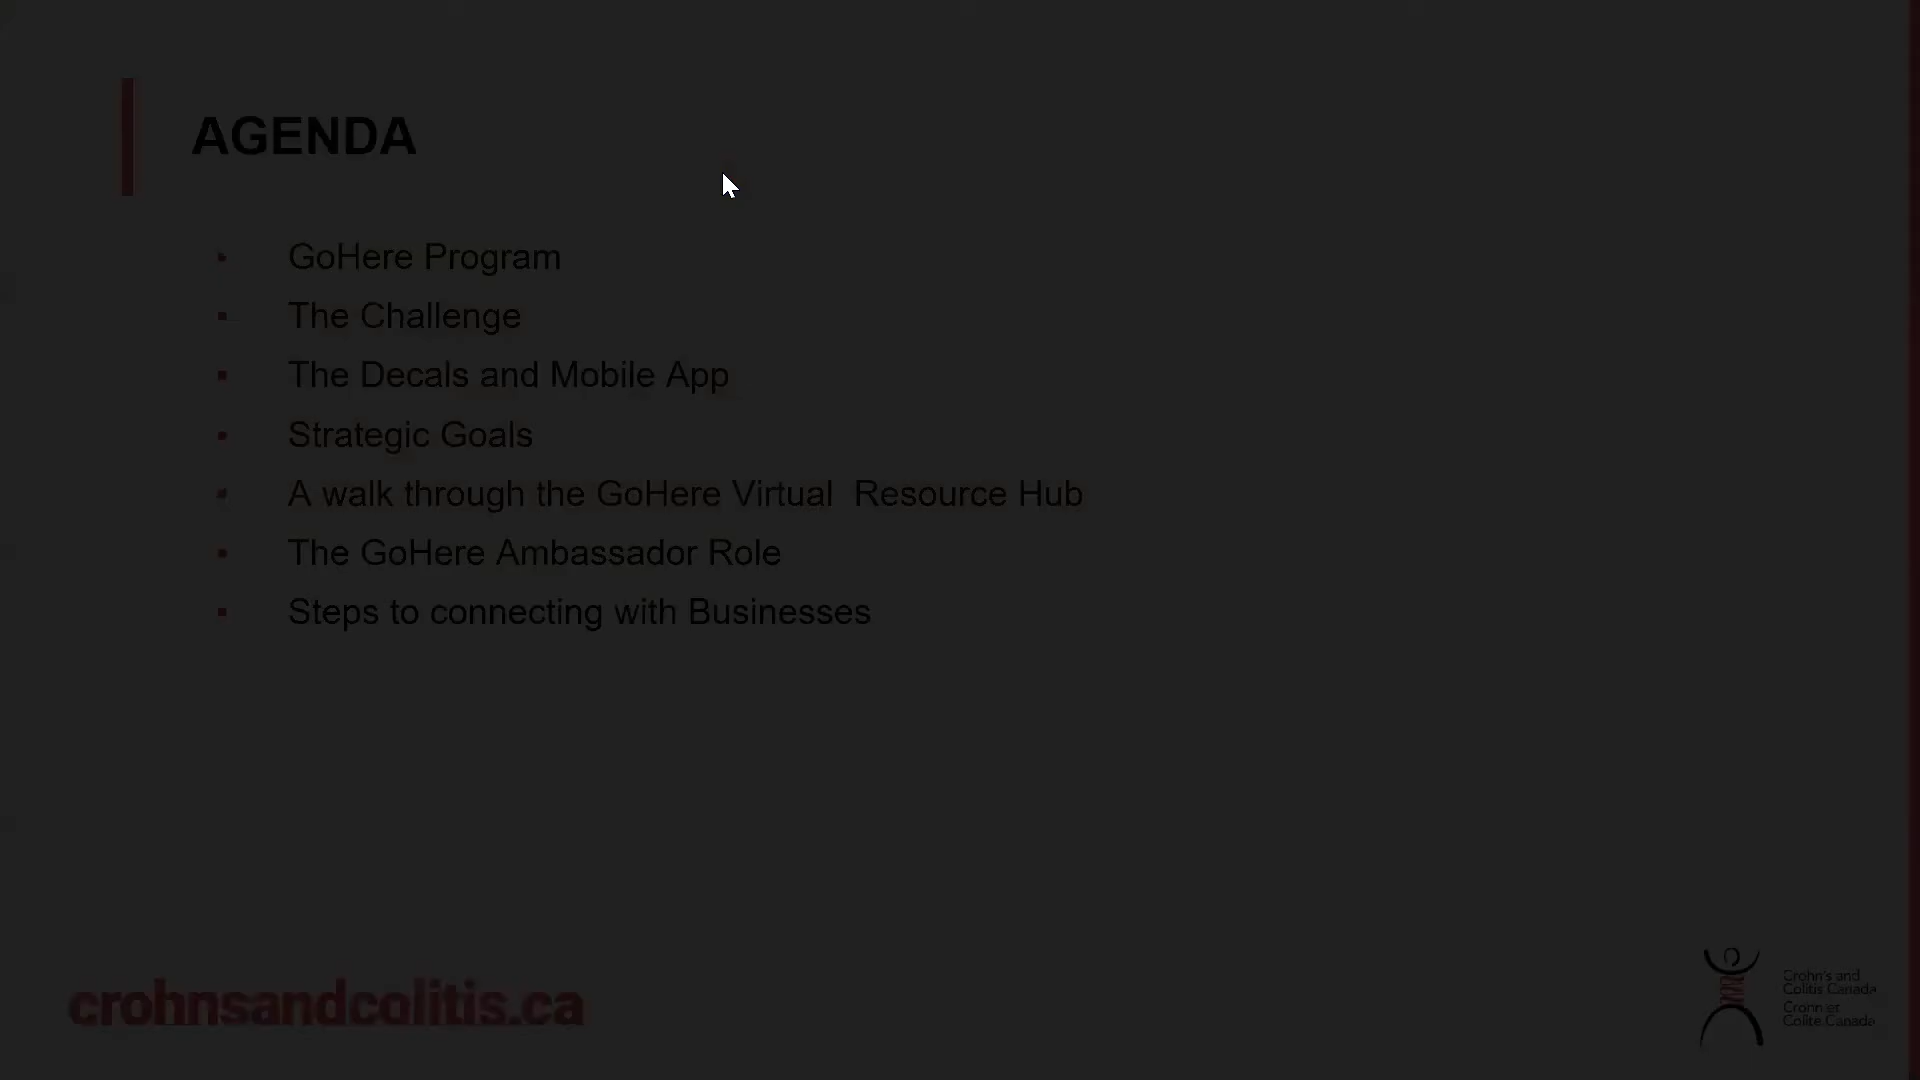 AGENDA
GoHere Program
The Challenge
The Decals and Mobile App
Strategic Goals
A walk through the GoHere Virtual  Resource Hub
The GoHere Ambassador Role
Steps to connecting with Businesses
crohnsandcolitis.ca
Crohn's and
Colitis Canada
Crohn et
Colite Canada